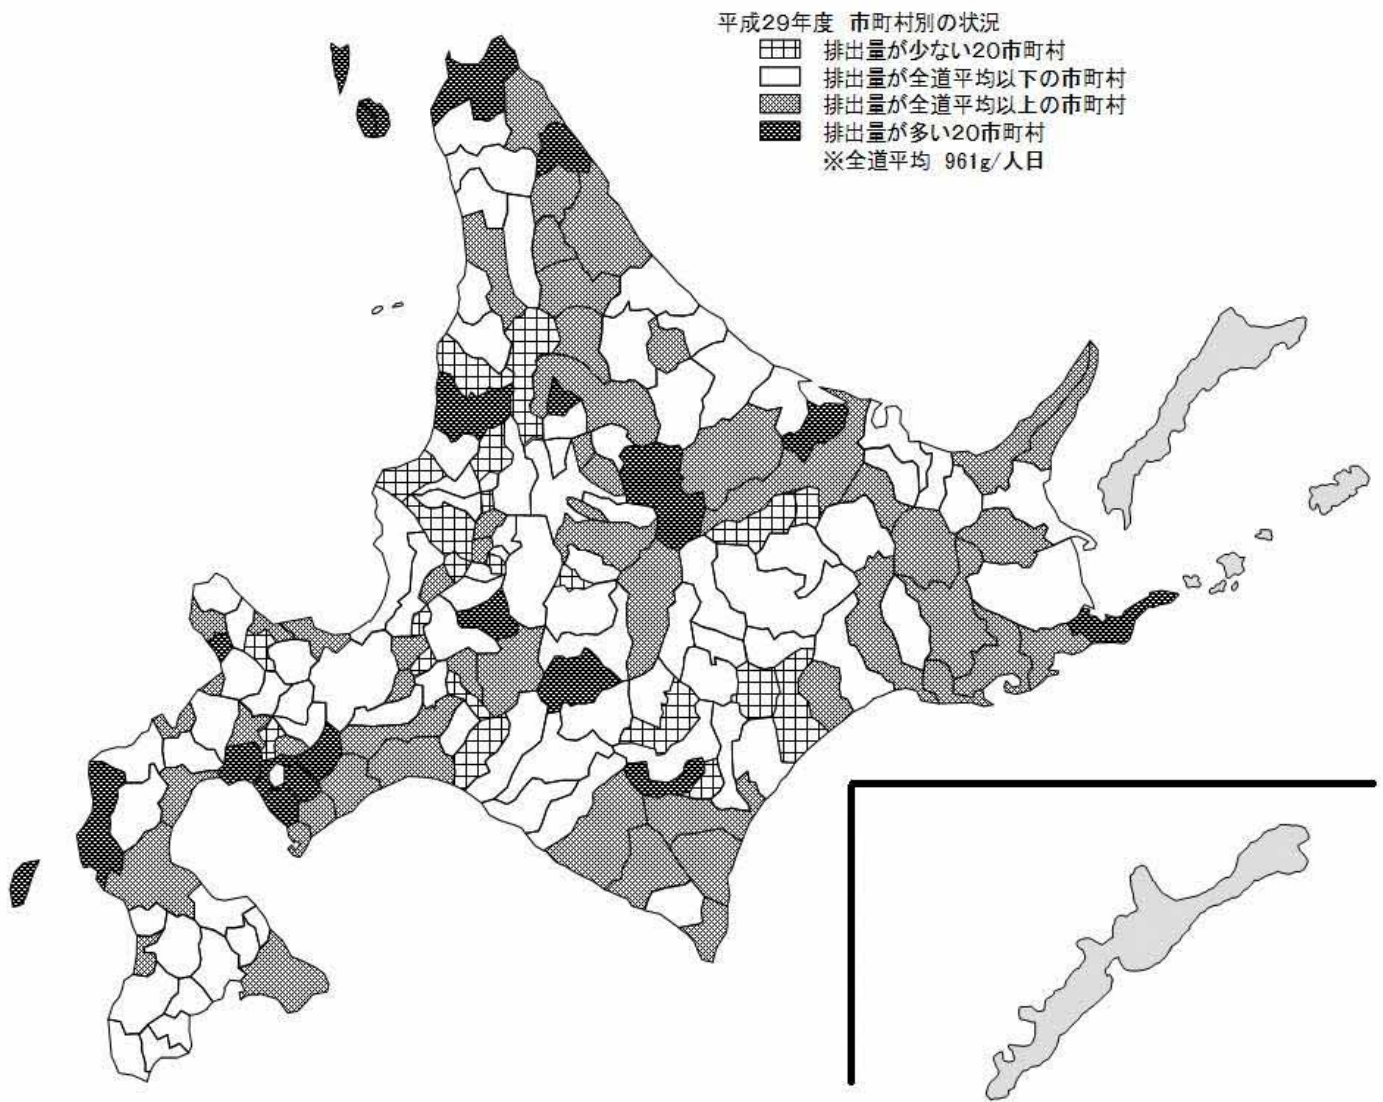 平成29年度 市町村別の状況
排出量が少ない20市町村
排出量が全道平均以下の市町村
排出量が全道平均以上の市町村
排出量が多い20市町村
※全道平均 961g/人日